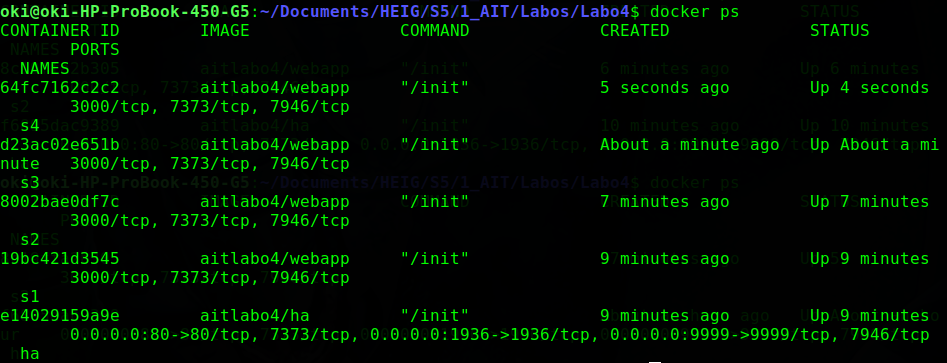 oki@oki-HP-ProBook-450-G5:~/Documents/HEIG/S5/1_AIT/Labos/Labo4$ docker ps
CONTAINER ID        IMAGE               COMMAND             CREATED             STATUS
       PORTS
  NAMES
64fc7162c2c2        aitlabo4/webapp     "/init"             5 seconds ago        Up 4 seconds
       3000/tcp, 7373/tcp, 7946/tcp
  s4
d23ac02e651b        aitlabo4/webapp     "/init"             About a minute ago   Up About a mi
nute   3000/tcp, 7373/tcp, 7946/tcp
  s3
8002bae0df7c        aitlabo4/webapp     "/init"             7 minutes ago        Up 7 minutes
       3000/tcp, 7373/tcp, 7946/tcp
  s2
19bc421d3545        aitlabo4/webapp     "/init"             9 minutes ago        Up 9 minutes
       3000/tcp, 7373/tcp, 7946/tcp
  s1
e14029159a9e        aitlabo4/ha         "/init"             9 minutes ago        Up 9 minutes
       0.0.0.0:80->80/tcp, 7373/tcp, 0.0.0.0:1936->1936/tcp, 0.0.0.0:9999->9999/tcp, 7946/tcp
  ha